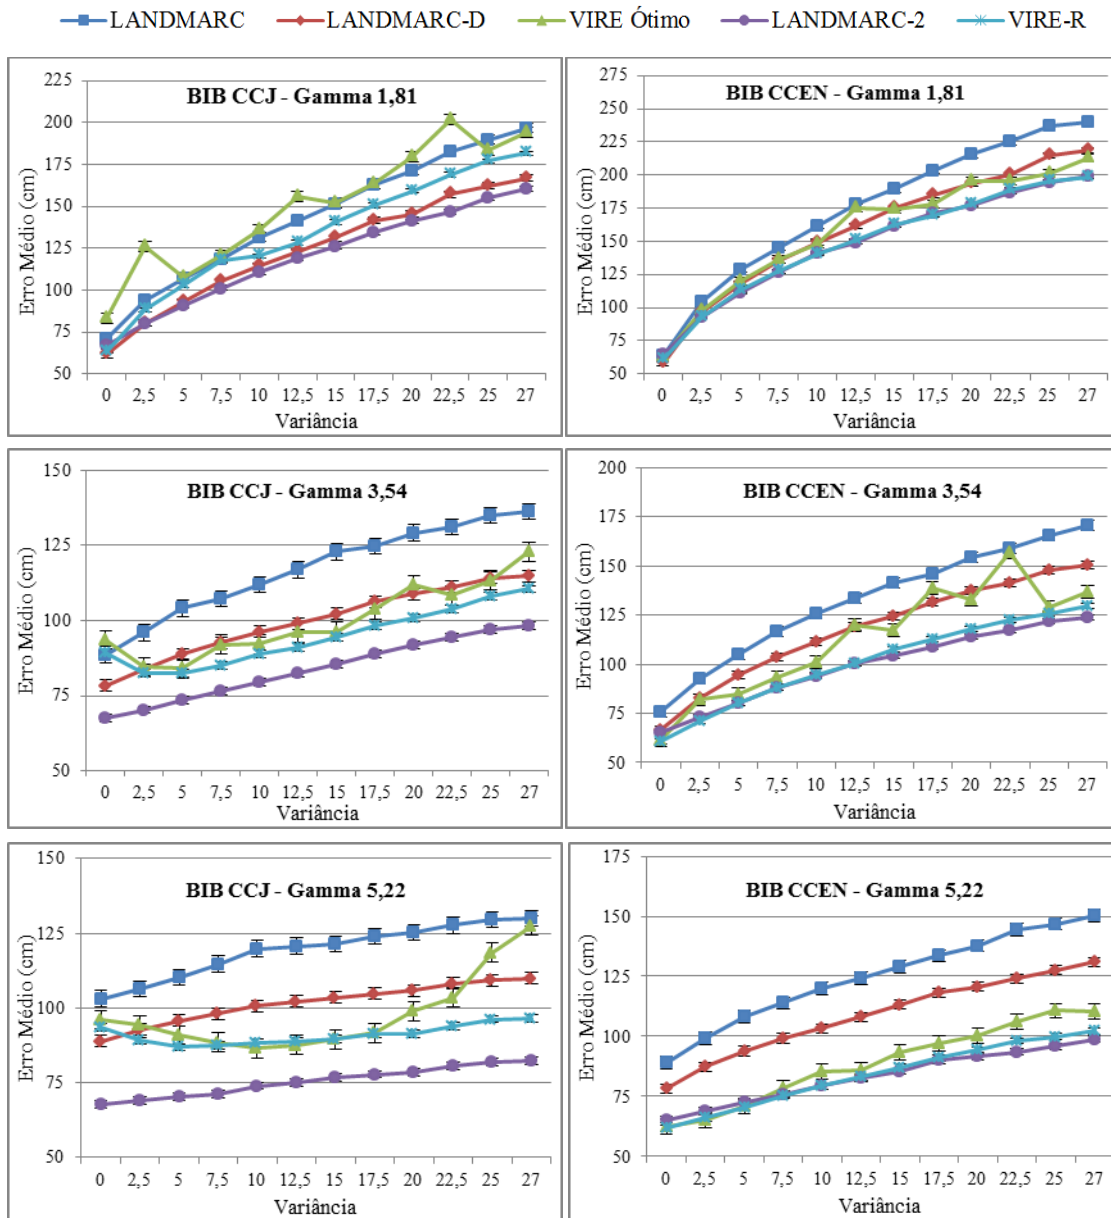 LANDMARC LANDMARC-D VIRE Ótimo LANDMARC-2 VIRE-R
BIB CCJ - Gamma 1,81
Erro Médio (cm)
225
200
175
150
125
100
75
50
0 2,5 5 7,5 10 12,5 15 17,5 20 22,5 25 27
Variância
BIB CCEN - Gamma 1,81
Erro Médio (cm)
275
250
225
200
175
150
125
100
75
50
0 2,5 5 7,5 10 12,5 15 17,5 20 22,5 25 27
Variância
BIB CCJ - Gamma 3,54
Erro Médio (cm)
150
125
100
75
50
0 2,5 5 7,5 10 12,5 15 17,5 20 22,5 25 27
Variância
BIB CCEN - Gamma 3,54
Erro Médio (cm)
200
175
150
125
100
75
50
0 2,5 5 7,5 10 12,5 15 17,5 20 22,5 25 27
Variância
BIB CCJ - Gamma 5,22
Erro Médio (cm)
150
125
100
75
50
0 2,5 5 7,5 10 12,5 15 17,5 20 22,5 25 27
Variância
BIB CCEN - Gamma 5,22
Erro Médio (cm)
175
150
125
100
75
50
0 2,5 5 7,5 10 12,5 15 17,5 20 22,5 25 27
Variância